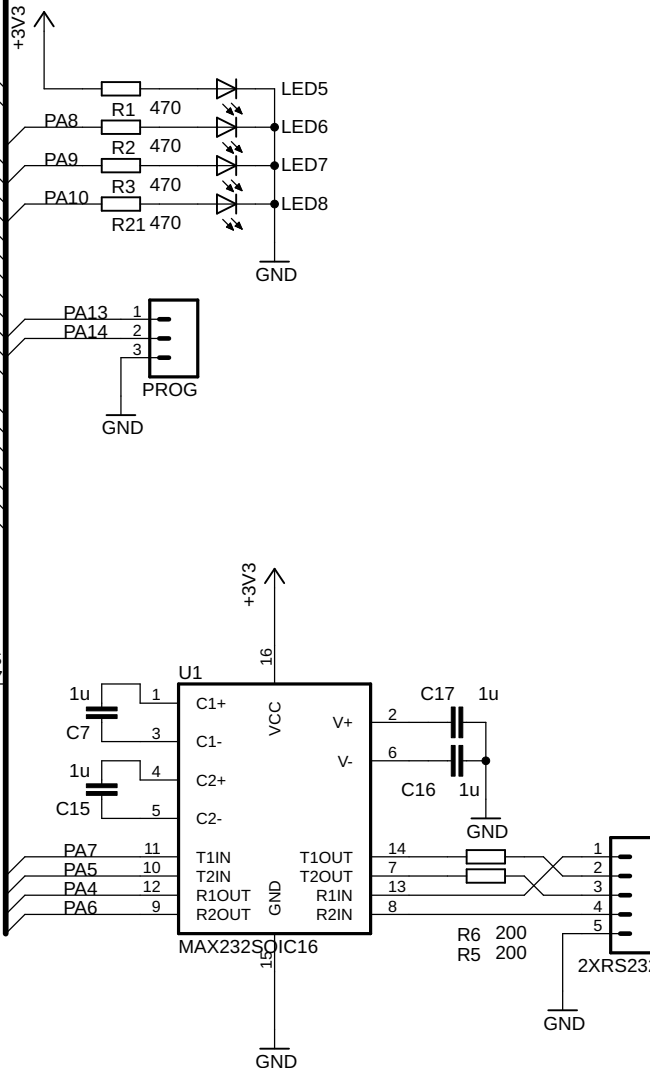 +3V3
LED5
R1 470
PA8
LED6
R2 470
PA9
LED7
R3 470
PA10
LED8
R21 470
GND
PA13 1
PA14 2
3
PROG
GND
+3V3
16
U1
1u 1 C1+ VCC
C7 3 C1-
1u 4 C2+
C15 5 C2-
C17 1u
V+ 2
V- 6
C16 1u
GND
PA7 11 T1IN T1OUT 14 1
PA5 10 T2IN T2OUT 7 2
PA4 12 R1OUT GND R1IN 13 3
PA6 9 R2OUT R2IN 8 4
5
R6 200
R5 200
MAX232SOIC16
15
2XRS232
GND
GND